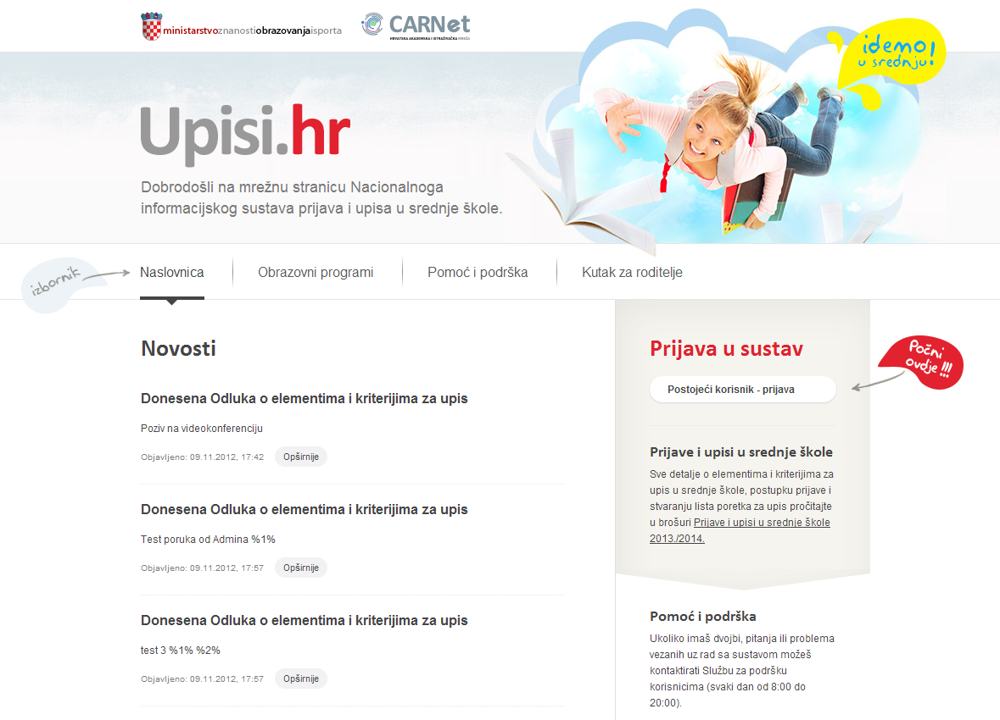 ministarstvoznanostiobrazovanjaisporta
CARNet
HRVATSKA AKADEMSKA I ISTRAŽIVAČKA MREŽA
idemo!
u srednju!
Upisi.hr
Dobrodošli na mrežnu stranicu Nacionalnoga
informacijskog sustava prijava i upisa u srednje škole.
izbornik
Naslovnica
Obrazovni programi
Pomoć i podrška
Kutak za roditelje
Novosti
Donesena Odluka o elementima i kriterijima za upis
Poziv na videokonferenciju
Objavljeno: 09.11.2012, 17:42 Opširnije
Donesena Odluka o elementima i kriterijima za upis
Test poruka od Admina %1%
Objavljeno: 09.11.2012, 17:57 Opširnije
Donesena Odluka o elementima i kriterijima za upis
test 3 %1% %2%
Objavljeno: 09.11.2012, 17:57 Opširnije
Prijava u sustav
Počni
ovdje!!!
Postojeći korisnik - prijava
Prijave i upisi u srednje škole
Sve detalje o elementima i kriterijima za
upis u srednje škole, postupku prijave i
stvaranju lista poretka za upis pročitajte
u brošuri Prijave i upisi u srednje škole
2013./2014.
Pomoć i podrška
Ukoliko imaš dvojbi, pitanja ili problema
vezanih uz rad sa sustavom možeš
kontaktirati Službu za podršku
korisnicima (svaki dan od 8:00 do
20:00).